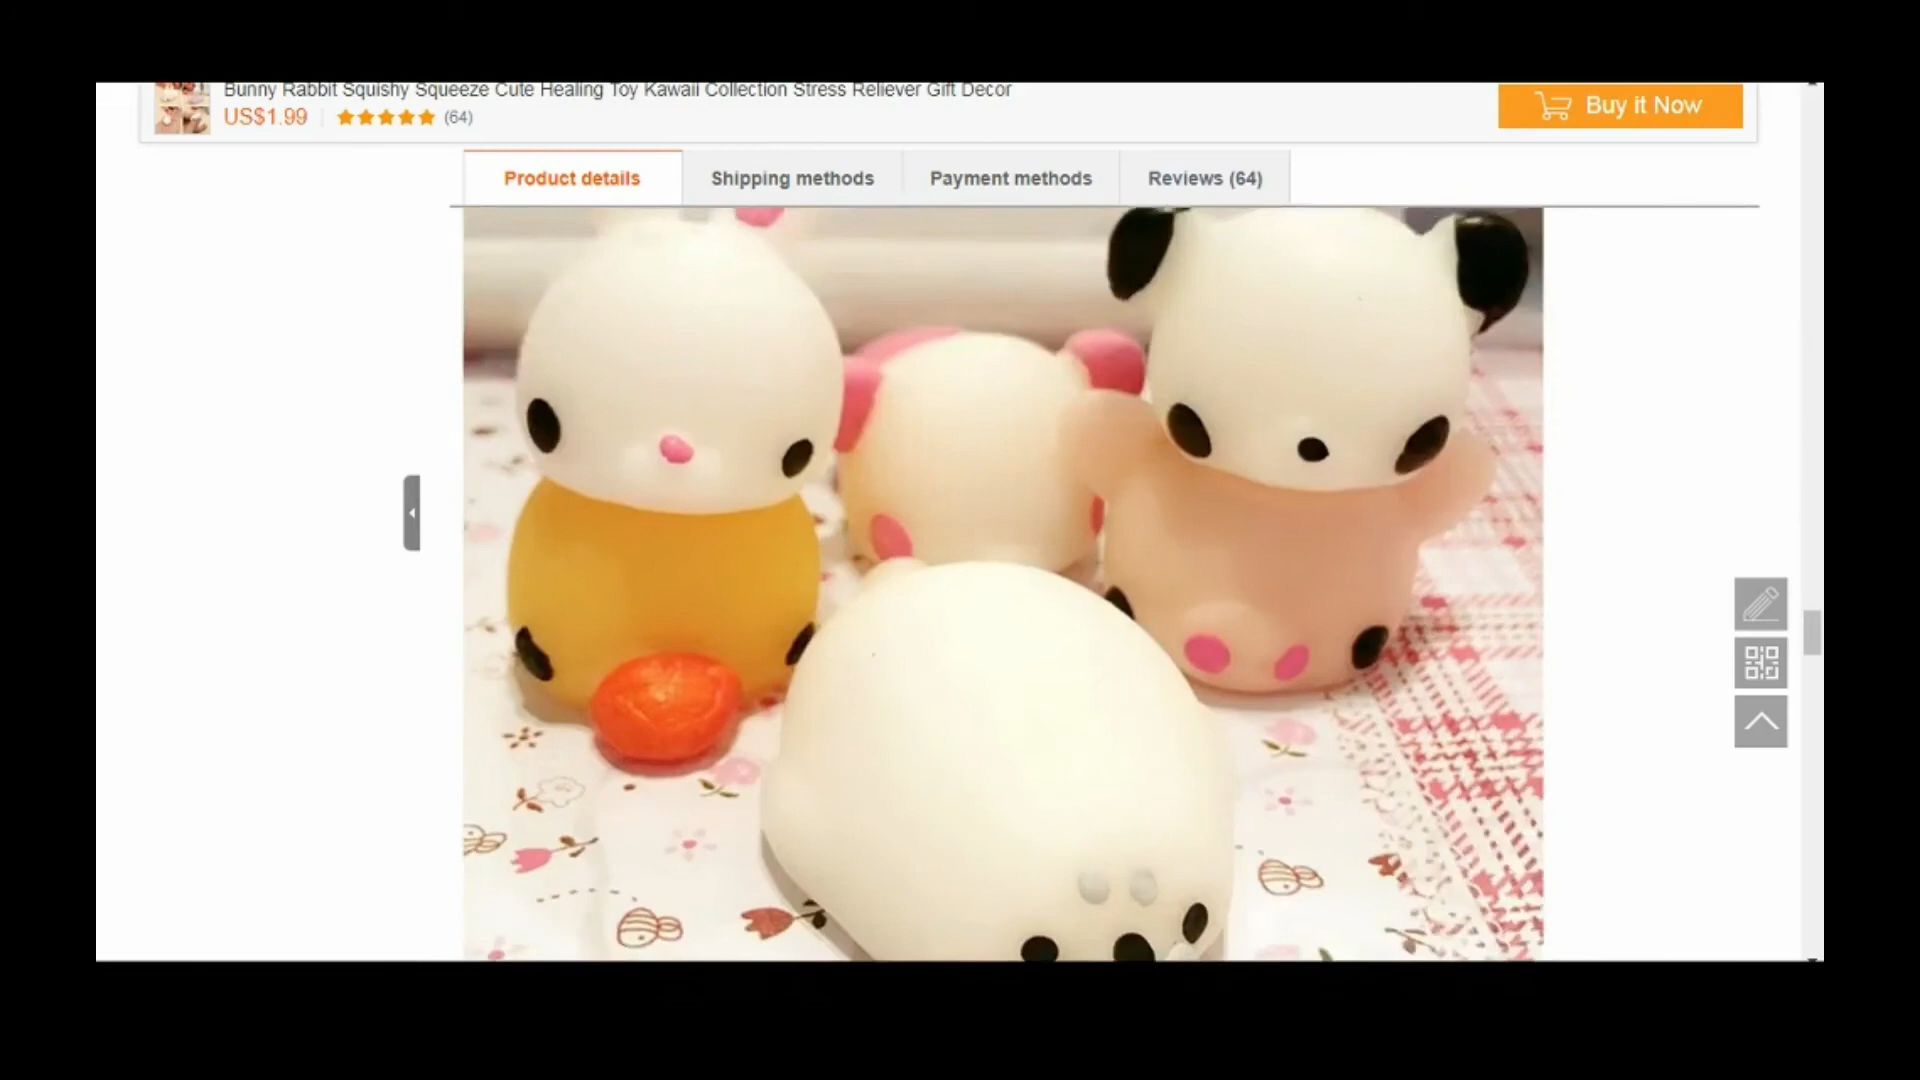 Bunny Rabbit Squishy Squeeze Cute Healing Toy Kawaii Collection Stress Reliever Gift Decor
US$1.99 (64)
Buy it Now
Product details
Shipping methods
Payment methods
Reviews (64)